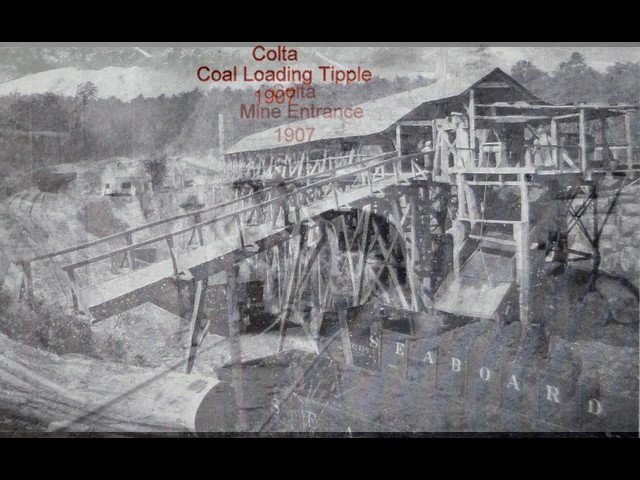 Colta
Coal Loading Tipple
1907
Colta
Mine Entrance
1907
SEABOARD
S E A